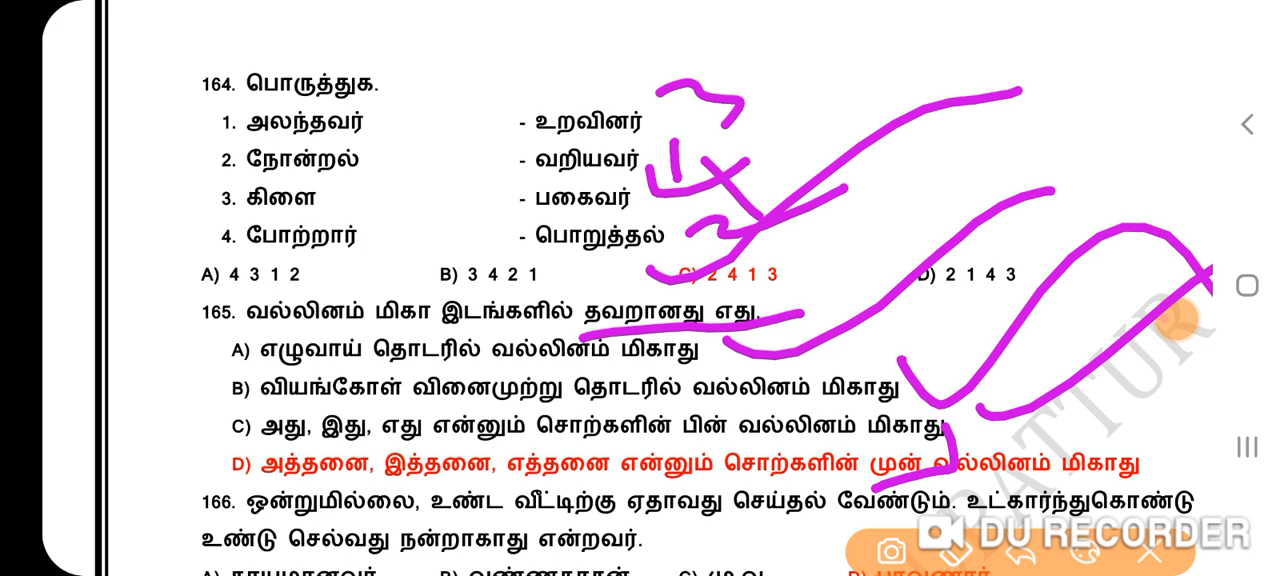 164. பொருத்துக.
1. அலந்தவர் - உறவினர்
2. நோன்றல் - வறியவர்
3. கிளை - பகைவர்
4. போற்றார் - பொறுத்தல்
A) 4 3 1 2 B) 3 4 2 1 C) 2 4 1 3 D) 2 1 4 3
165. வல்லினம் மிகா இடங்களில் தவறானது எது.
A) எழுவாய் தொடரில் வல்லினம் மிகாது
B) வியங்கோள் வினைமுற்று தொடரில் வல்லினம் மிகாது
C) அது, இது, எது என்னும் சொற்களின் பின் வல்லினம் மிகாது
D) அத்தனை, இத்தனை, எத்தனை என்னும் சொற்களின் முன் வல்லினம் மிகாது
166. ஒன்றுமில்லை, உண்ட வீட்டிற்கு ஏதாவது செய்தல் வேண்டும். உட்கார்ந்துகொண்டு
உண்டு செல்வது நன்றாகாது என்றவர்.
DU RECORDER